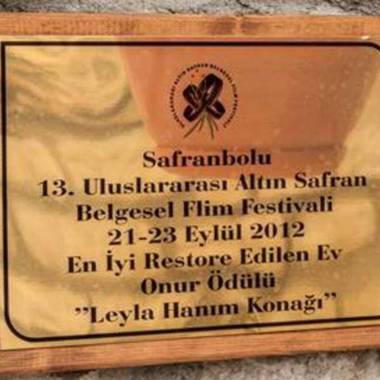 Safranbolu
13. Uluslararası Altın Safran
Belgesel Flim Festivali
21-23 Eylül 2012
En İyi Restore Edilen Ev
Onur Ödülü
”Leyla Hanım Konağı”